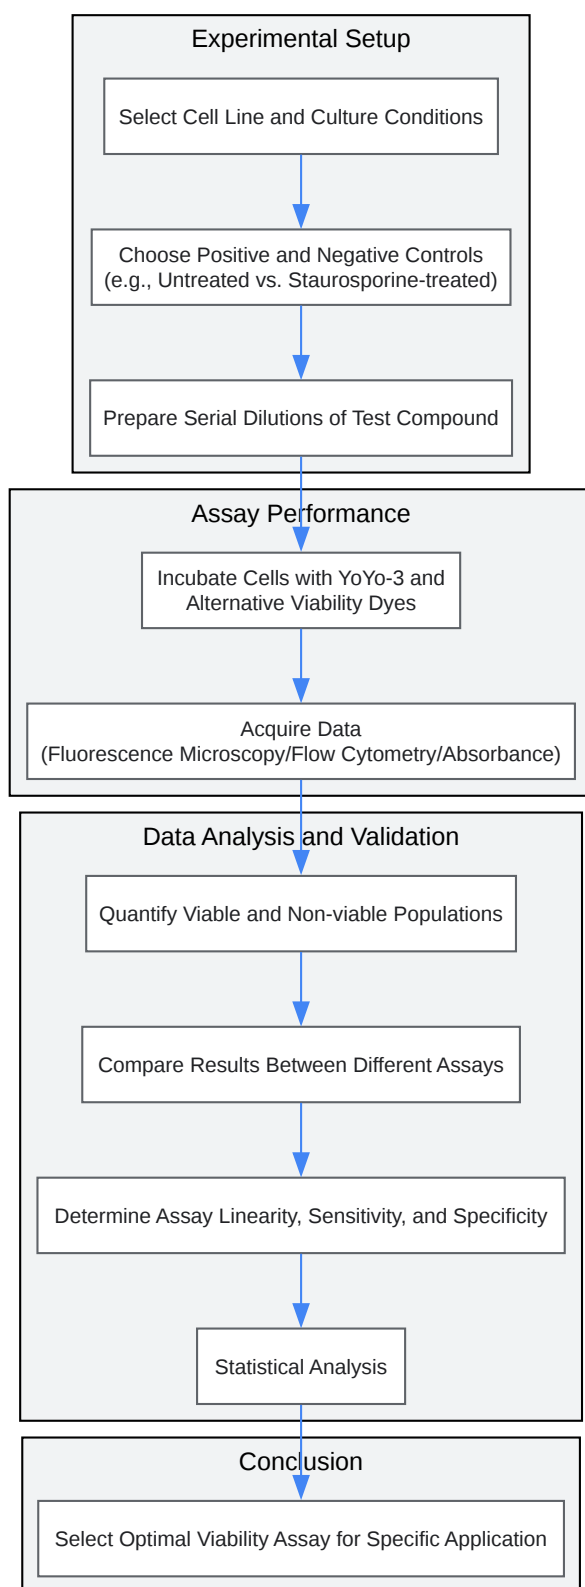 Experimental Setup
Select Cell Line and Culture Conditions
Choose Positive and Negative Controls
(e.g., Untreated vs. Staurosporine-treated)
Prepare Serial Dilutions of Test Compound
Assay Performance
Incubate Cells with YoYo-3 and
Alternative Viability Dyes
Acquire Data
(Fluorescence Microscopy/Flow Cytometry/Absorbance)
Data Analysis and Validation
Quantify Viable and Non-viable Populations
Compare Results Between Different Assays
Determine Assay Linearity, Sensitivity, and Specificity
Statistical Analysis
Conclusion
Select Optimal Viability Assay for Specific Application